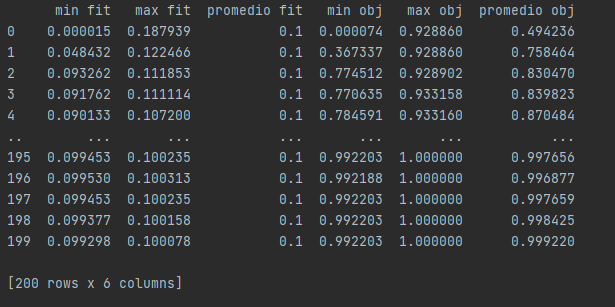 min fit max fit promedio fit min obj max obj promedio obj
0 0.000015 0.187939 0.1 0.000074 0.928860 0.494236
1 0.048432 0.122466 0.1 0.367337 0.928860 0.758464
2 0.093262 0.111853 0.1 0.774512 0.928902 0.830470
3 0.091762 0.111114 0.1 0.770635 0.933158 0.839823
4 0.090133 0.107200 0.1 0.784591 0.933160 0.870484
.. ... ... ... ... ... ...
195 0.099453 0.100235 0.1 0.992203 1.000000 0.997656
196 0.099530 0.100313 0.1 0.992188 1.000000 0.996877
197 0.099453 0.100235 0.1 0.992203 1.000000 0.997659
198 0.099377 0.100158 0.1 0.992203 1.000000 0.998425
199 0.099298 0.100078 0.1 0.992203 1.000000 0.999220
[200 rows x 6 columns]